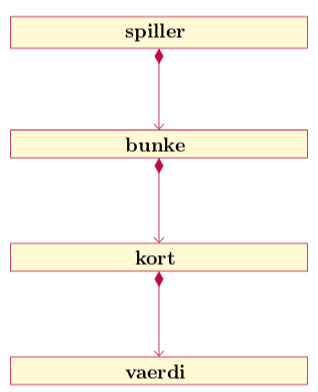 spiller
bunke
kort
vaerdi